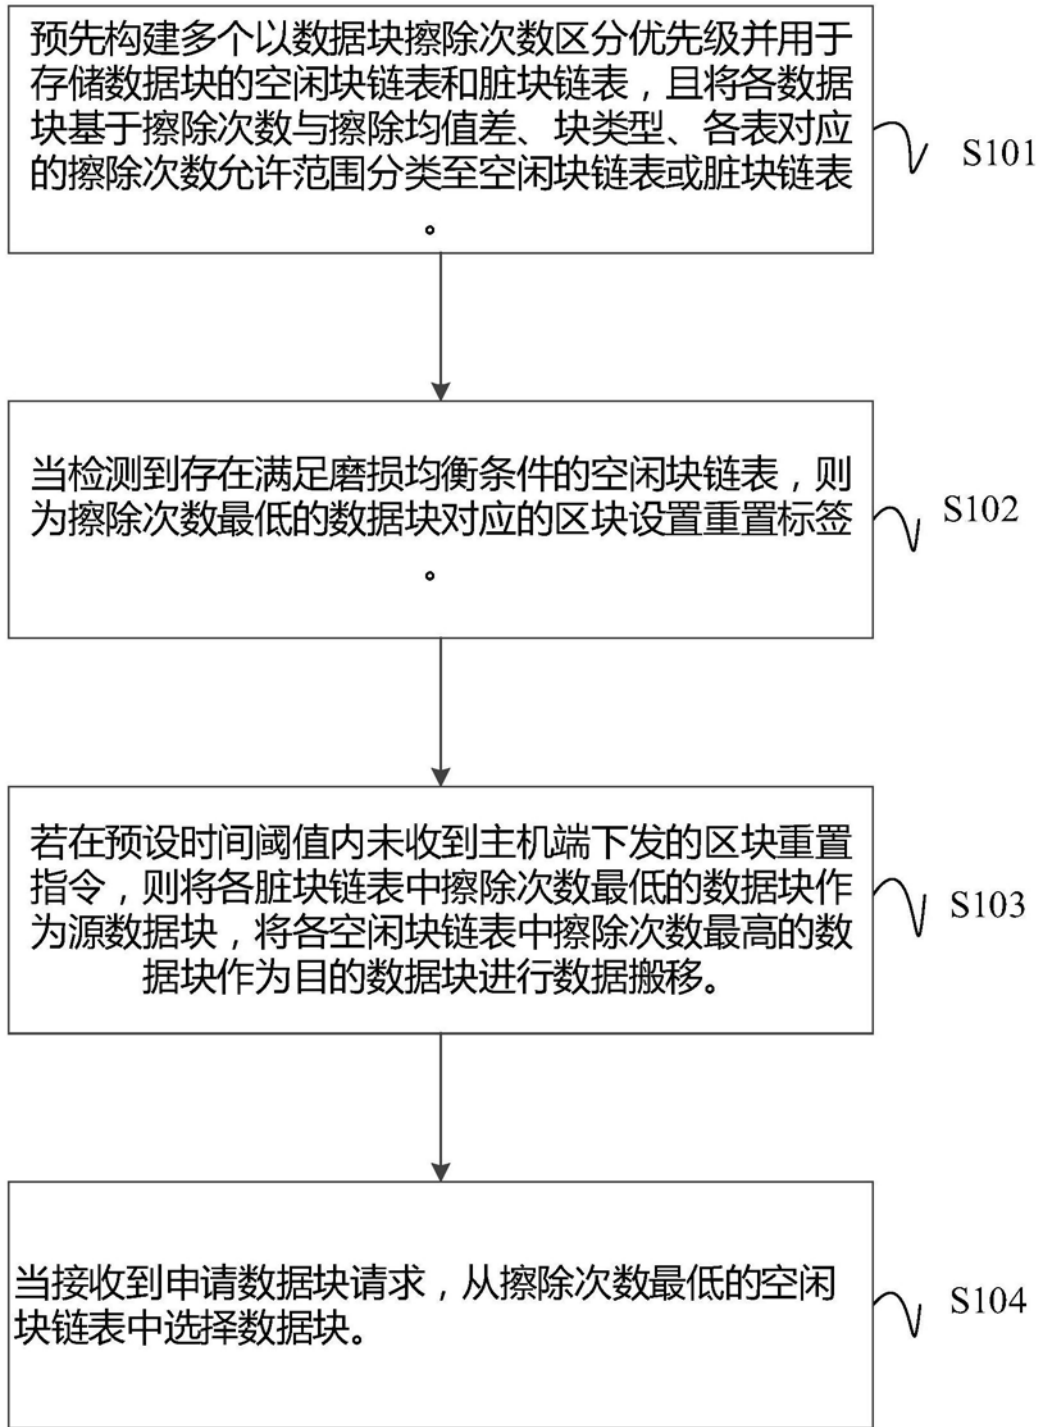 预先构建多个以数据块擦除次数区分优先级并用于
存储数据块的空闲块链表和脏块链表，且将各数据
块基于擦除次数与擦除均值差、块类型、各表对应
的擦除次数允许范围分类至空闲块链表或脏块链表
。
S101
当检测到存在满足磨损均衡条件的空闲块链表，则
为擦除次数最低的数据块对应的区块设置重置标签
。
S102
若在预设时间阈值内未收到主机端下发的区块重置
指令，则将各脏块链表中擦除次数最低的数据块作
为源数据块，将各空闲块链表中擦除次数最高的数
据块作为目的数据块进行数据搬移。
S103
当接收到申请数据块请求，从擦除次数最低的空闲
块链表中选择数据块。
S104